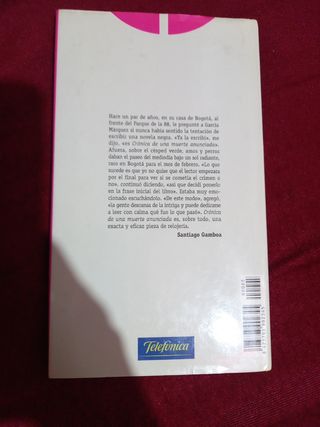 Hace un par de años, en su casa de Bogotá, al
frente del Parque de la 88, le pregunté a García
Márquez si nunca había sentido la tentación de
escribir una novela negra. «Ya la escribí», me
dijo, «es Crónica de una muerte anunciada».
Afuera, sobre el césped verde, amos y perros
daban el paseo del mediodía bajo un sol radiante,
raro en Bogotá para el mes de febrero. «Lo que
sucede es que yo no quise que el lector empezara
por el final para ver si se cometía el crimen o
no», continuó diciendo, «así que decidí ponerlo
en la frase inicial del libro». Estaba muy
emocionado escuchándolo. «De este modo», agregó,
«la gente descansa de la intriga y puede dedicarse
a leer con calma qué fue lo que pasó». Crónica
de una muerte anunciada es, sobre todo, una
exacta y eficaz pieza de relojería.
Santiago Gamboa
Telefónica